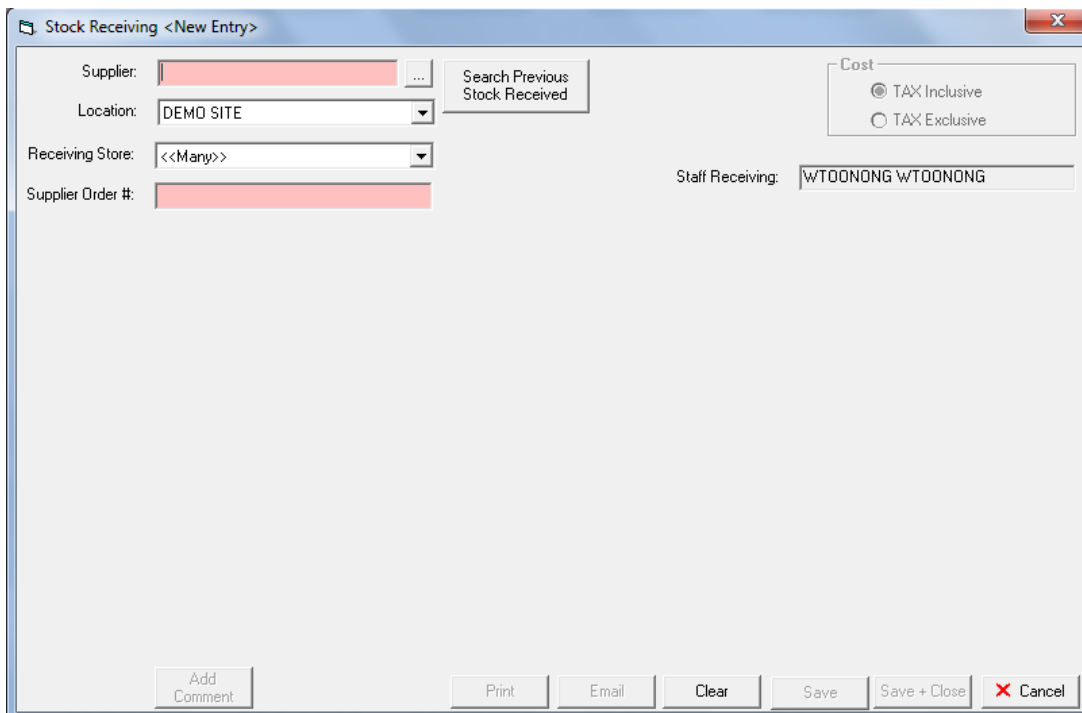 Stock Receiving <New Entry>
Supplier:
...
Search Previous
Stock Received
Cost
TAX Inclusive
TAX Exclusive
Location:
DEMO SITE
Receiving Store:
<<Many>>
Staff Receiving:
WTOONONG WTOONONG
Supplier Order #:
Add
Comment
Print
Email
Clear
Save
Save + Close
Cancel